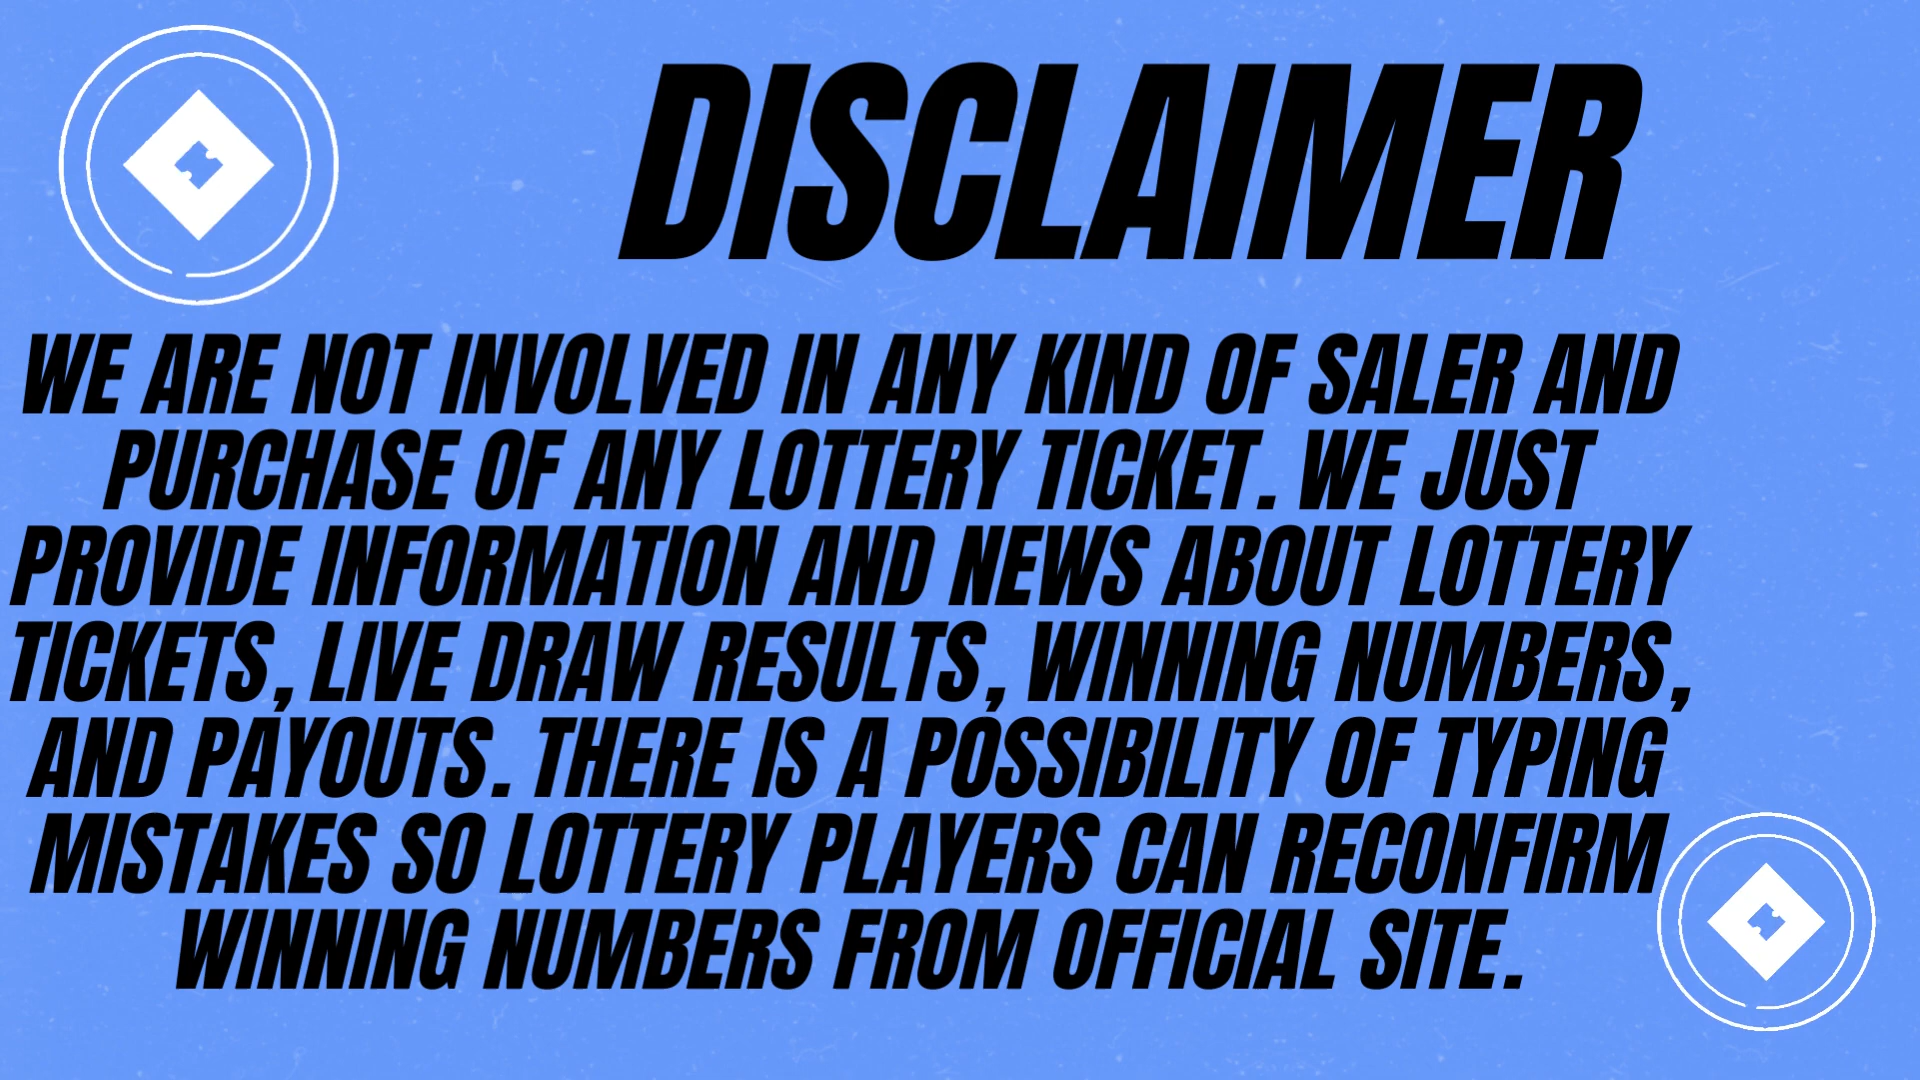 DISCLAIMER
WE ARE NOT INVOLVED IN ANY KIND OF SALER AND
PURCHASE OF ANY LOTTERY TICKET. WE JUST
PROVIDE INFORMATION AND NEWS ABOUT LOTTERY
TICKETS, LIVE DRAW RESULTS, WINNING NUMBERS,
AND PAYOUTS. THERE IS A POSSIBILITY OF TYPING
MISTAKES SO LOTTERY PLAYERS CAN RECONFIRM
WINNING NUMBERS FROM OFFICIAL SITE.